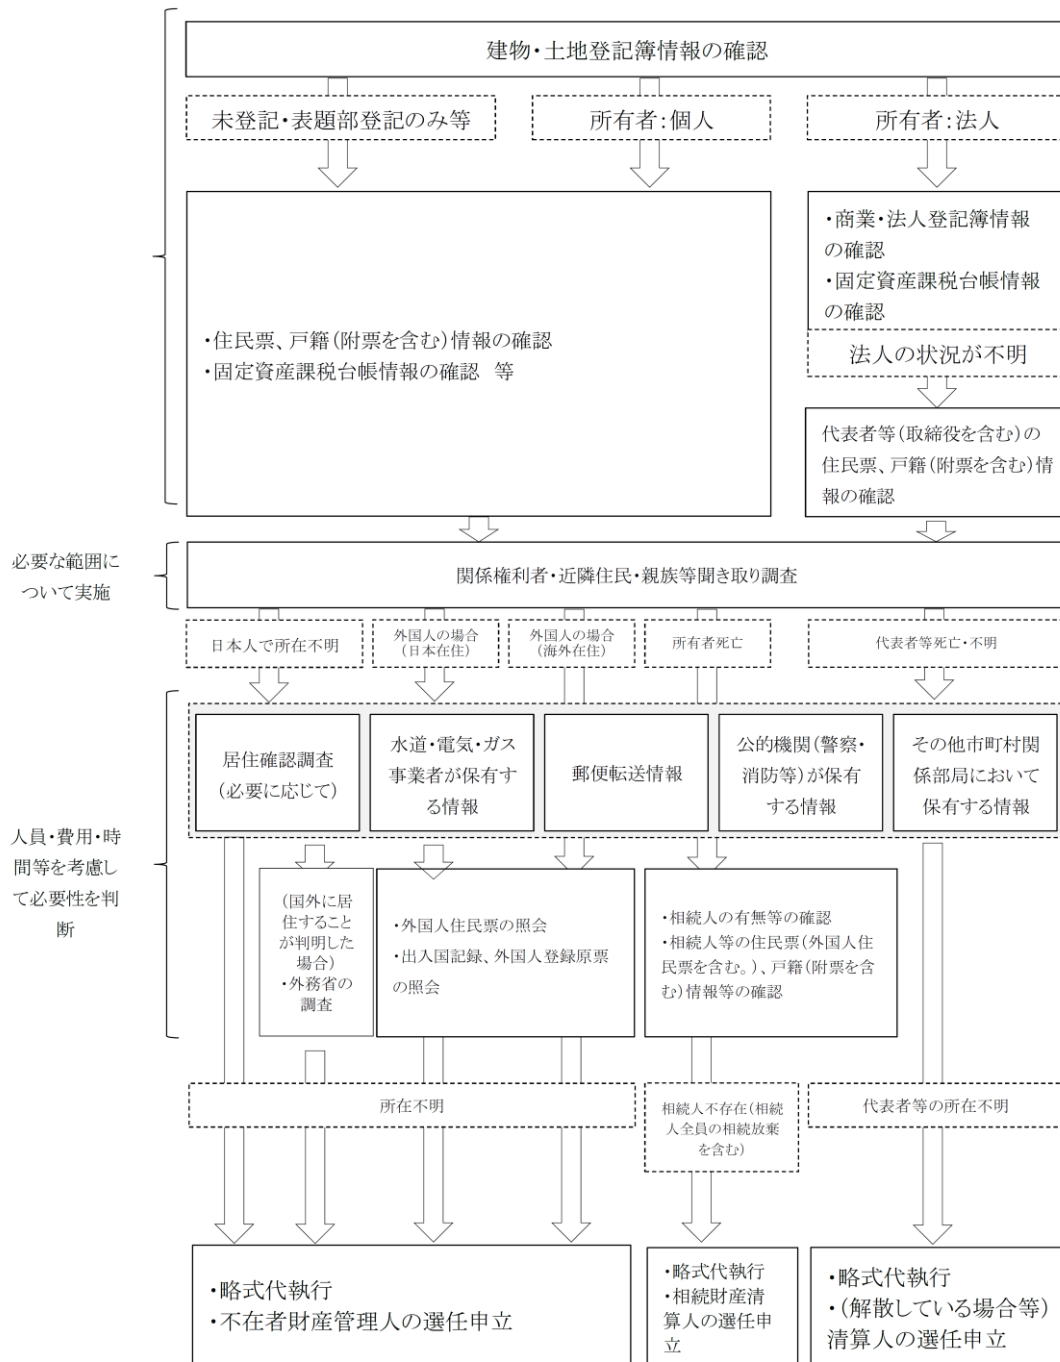 建物・土地登記簿情報の確認
未登記・表題部登記のみ等
所有者:個人
所有者:法人
・住民票、戸籍(附票を含む)情報の確認
・固定資産課税台帳情報の確認 等
・商業・法人登記簿情報
の確認
・固定資産課税台帳情報
の確認
法人の状況が不明
代表者等(取締役を含む)の
住民票、戸籍(附票を含む)情
報の確認
必要な範囲に
ついて実施
関係権利者・近隣住民・親族等聞き取り調査
日本人で所在不明
外国人の場合
(日本在住)
外国人の場合
(海外在住)
所有者死亡
代表者等死亡・不明
人員・費用・時
間等を考慮し
て必要性を判
断
居住確認調査
(必要に応じて)
水道・電気・ガス
事業者が保有す
る情報
郵便転送情報
公的機関(警察・
消防等)が保有
する情報
その他市町村関
係部局において
保有する情報
(国外に居
住すること
が判明した
場合)
・外務省の
調査
・外国人住民票の照会
・出入国記録、外国人登録原票
の照会
・相続人の有無等の確認
・相続人等の住民票(外国人住
民票を含む。)、戸籍(附票を含
む)情報等の確認
所在不明
相続人不存在(相続
人全員の相続放棄
を含む)
代表者等の所在不明
・略式代執行
・不在者財産管理人の選任申立
・略式代執行
・相続財産清
算人の選任申
立
・略式代執行
・(解散している場合等)
清算人の選任申立